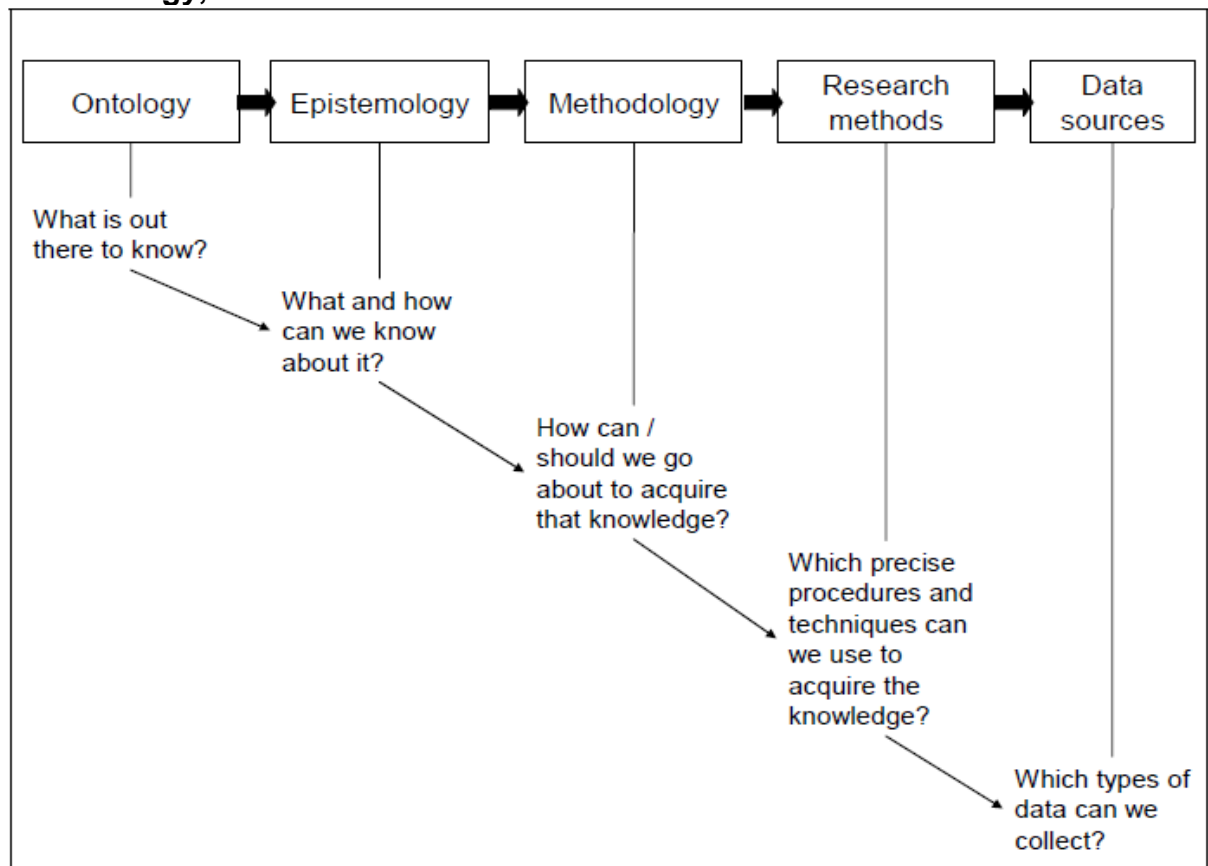 gy,
Ontology
Epistemology
Methodology
Research
methods
Data
sources
What is out
there to know?
What and how
can we know
about it?
How can /
should we go
about to acquire
that knowledge?
Which precise
procedures and
techniques can
we use to
acquire the
knowledge?
Which types of
data can we
collect?